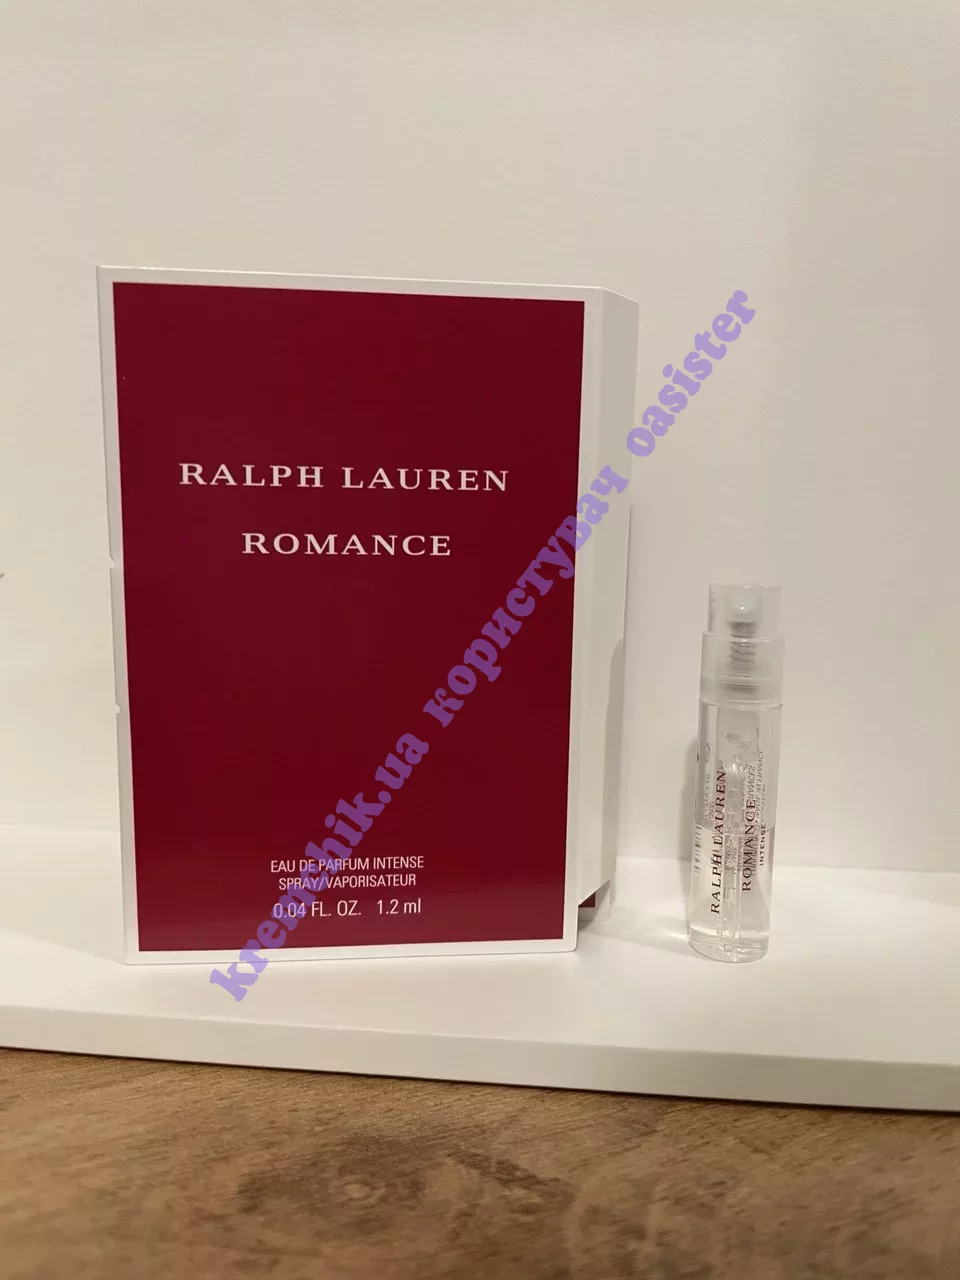 RALPH LAUREN
ROMANCE
EAU DE PARFUM INTENSE
SPRAY/VAPORISATEUR
0.04 FL. OZ. 1.2 ml
kremchik.ua користувач oasister
RALPH LAUREN
ROMANCE
INTENSE